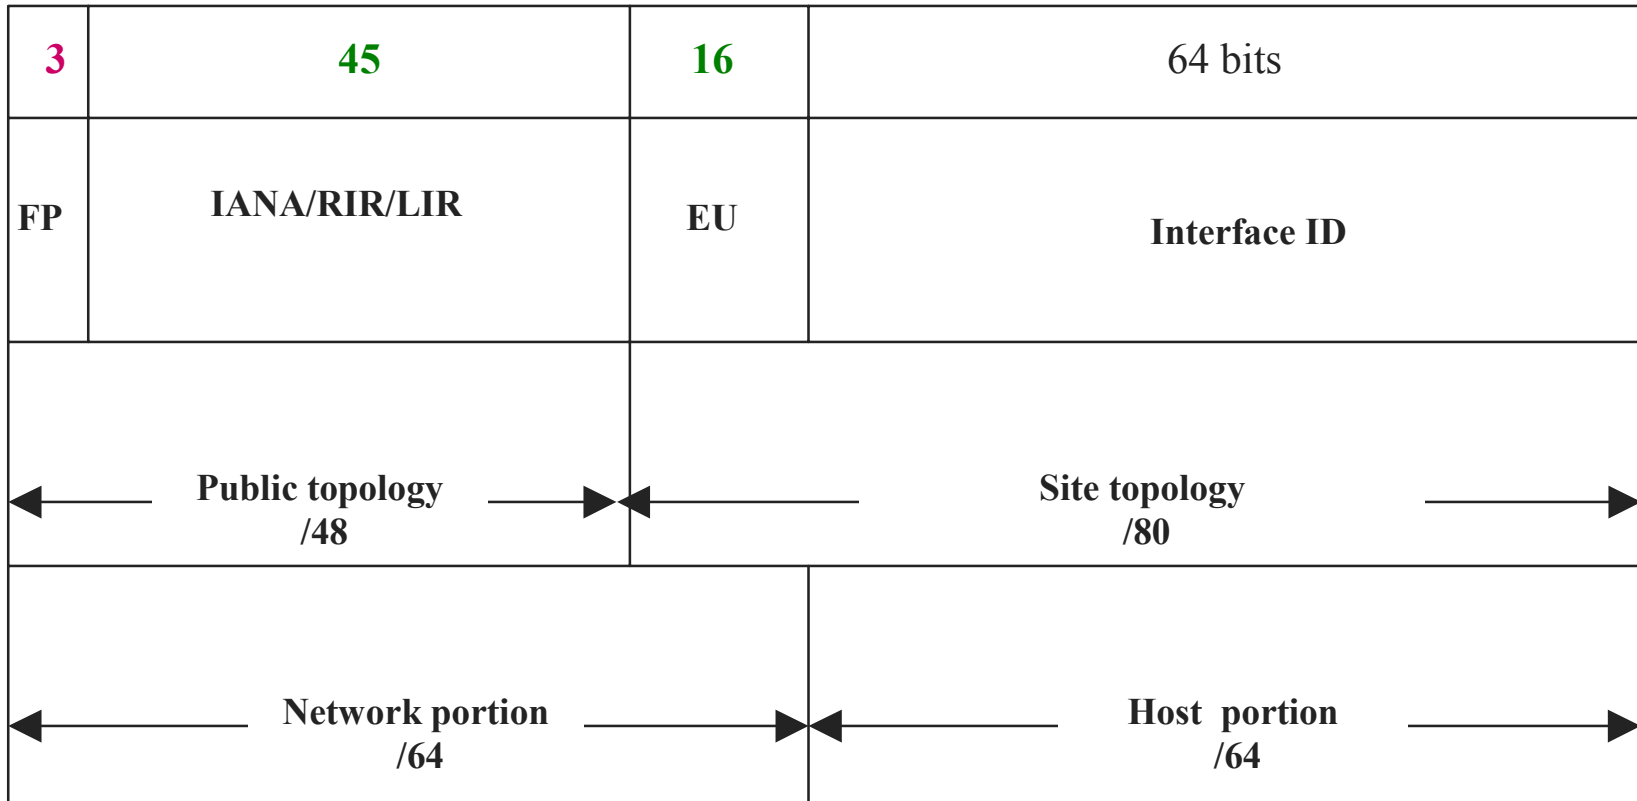 3 45 16 64 bits
FP IANA/RIR/LIR EU Interface ID
Public topology Site topology
/48 /80
Network portion Host portion
/64 /64